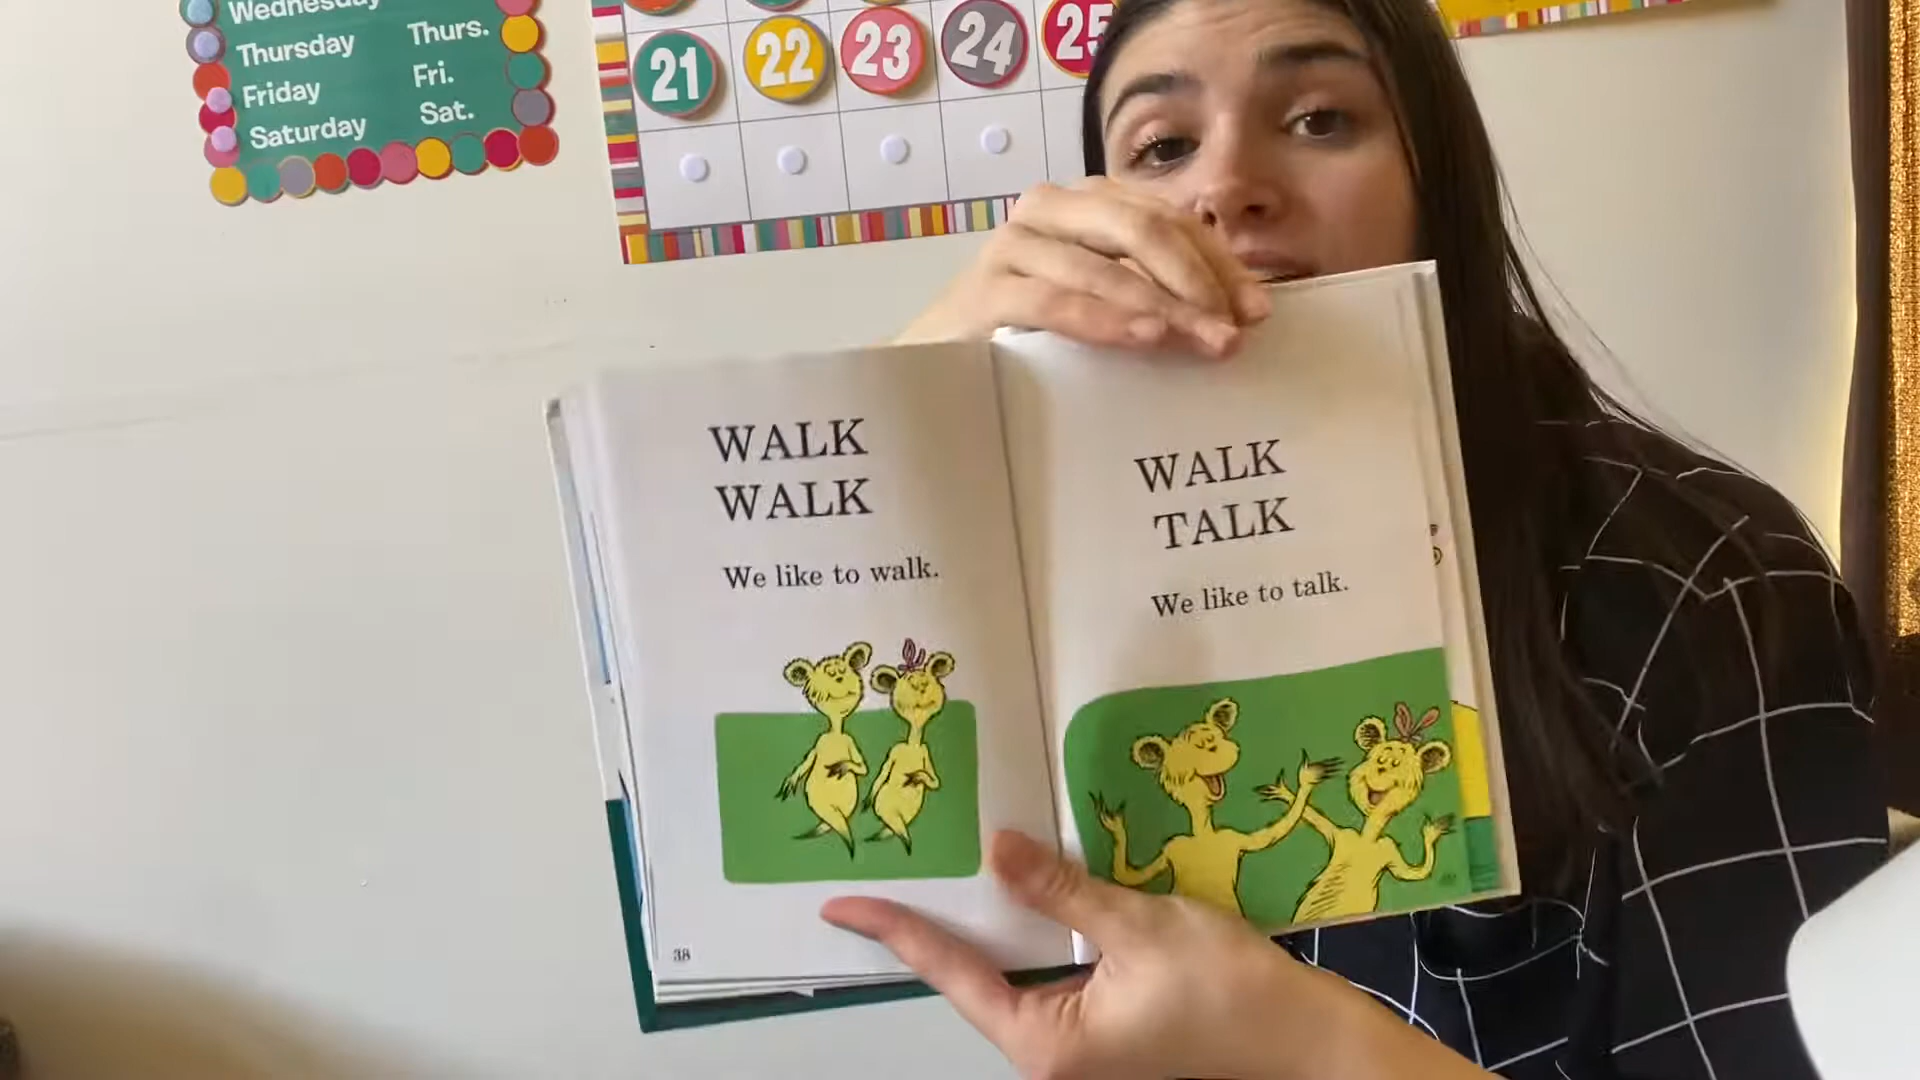 Wednesday
Thursday Thurs.
Friday Fri.
Saturday Sat.
21 22 23 24 25
WALK
WALK
We like to walk.
38
WALK
TALK
We like to talk.